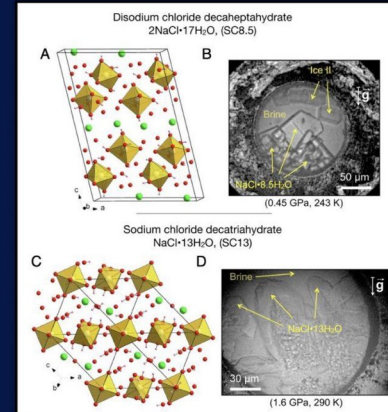 Disodium chloride decaheptahydrate
2NaCl•17H₂O, (SC8.5)
A
B
c
b
a
Ice II
g
Brine
NaCl•8.5H₂O
50 µm
(0.45 GPa, 243 K)
Sodium chloride decatriahydrate
NaCl•13H₂O, (SC13)
C
D
c
a
b
Brine
g
NaCl•13H₂O
30 µm
(1.6 GPa, 290 K)